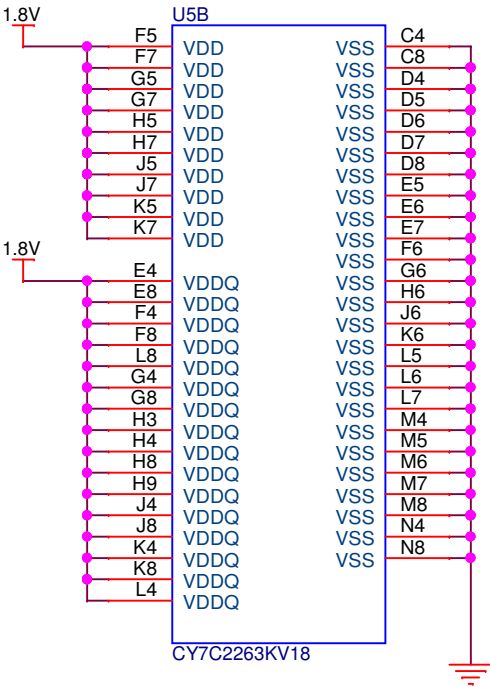 1.8V
U5B
F5 VDD VSS C4
F7 VDD VSS C8
G5 VDD VSS D4
G7 VDD VSS D5
H5 VDD VSS D6
H7 VDD VSS D7
J5 VDD VSS D8
J7 VDD VSS E5
K5 VDD VSS E6
K7 VDD VSS E7
1.8V
VSS F6
E4 VDDQ VSS G6
E8 VDDQ VSS H6
F4 VDDQ VSS J6
F8 VDDQ VSS K6
L8 VDDQ VSS L5
G4 VDDQ VSS L6
G8 VDDQ VSS L7
H3 VDDQ VSS M4
H4 VDDQ VSS M5
H8 VDDQ VSS M6
H9 VDDQ VSS M7
J4 VDDQ VSS M8
J8 VDDQ VSS N4
K4 VDDQ VSS N8
K8 VDDQ
L4 VDDQ
CY7C2263KV18